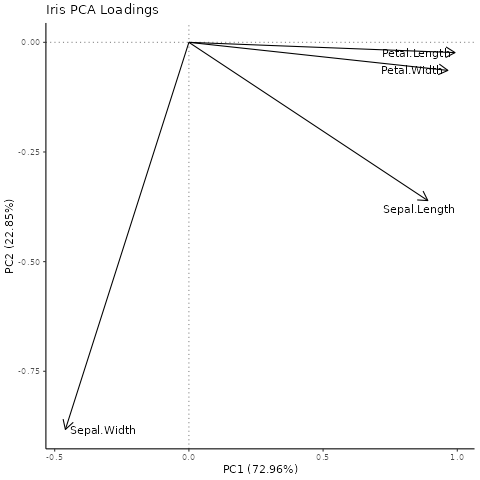 Iris PCA Loadings
0.00
Petal.Length
Petal.Width
-0.25
Sepal.Length
-0.50
PC2 (22.85%)
-0.75
Sepal.Width
-0.5
0.0
0.5
1.0
PC1 (72.96%)